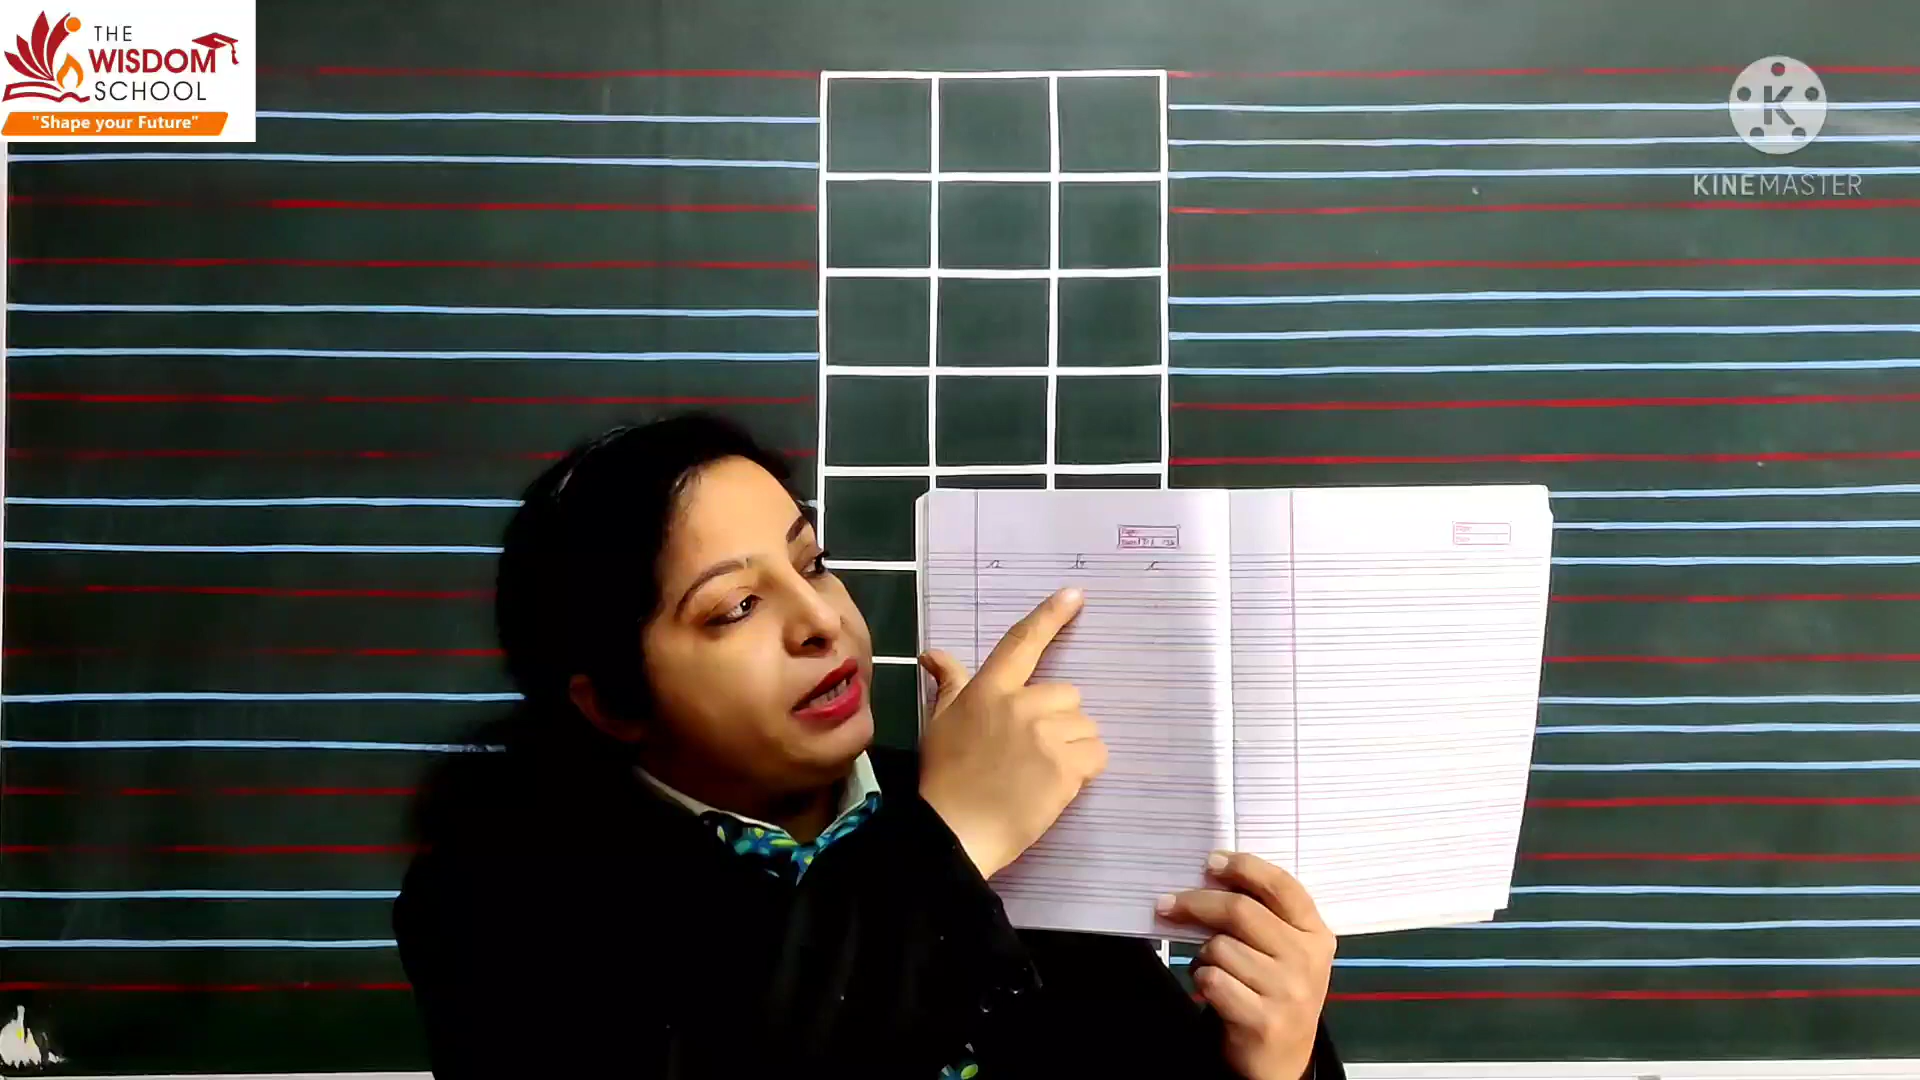 THE
WISDOM
SCHOOL
"Shape your Future"
K
KINEMASTER
a b c